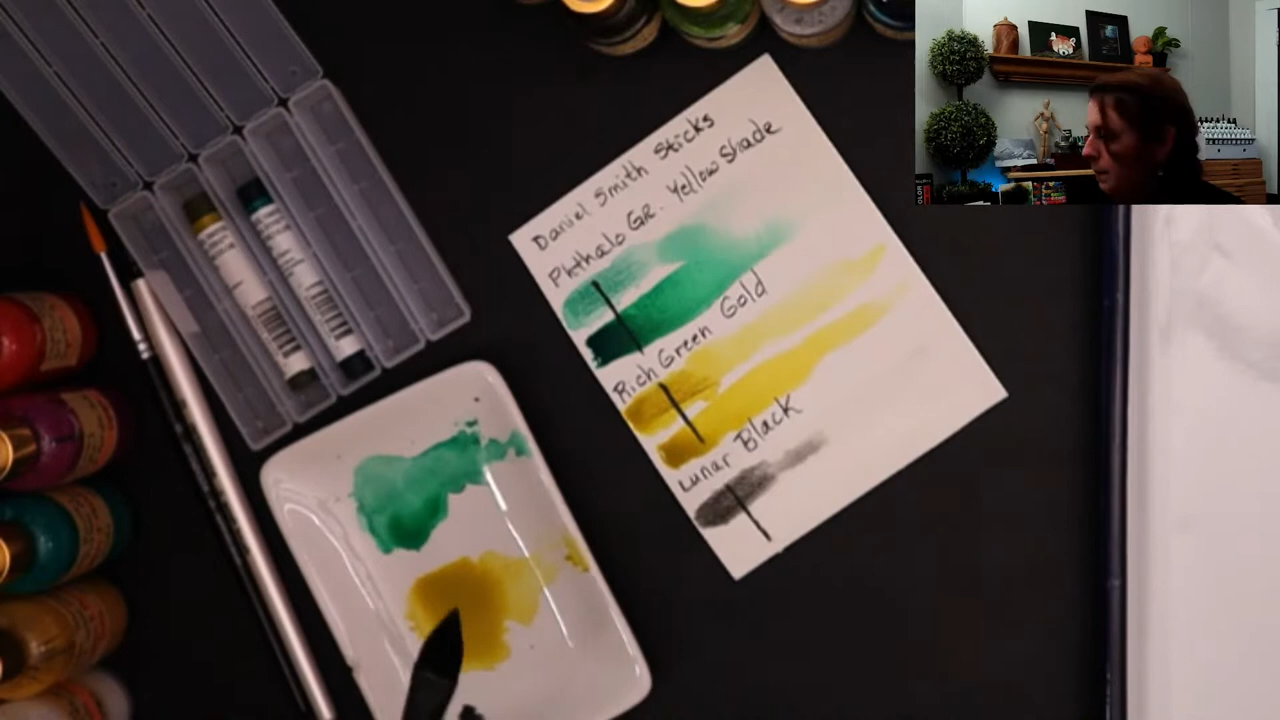 Daniel Smith Sticks
Phthalo GR. Yellow Shade
Rich Green Gold
Lunar Black